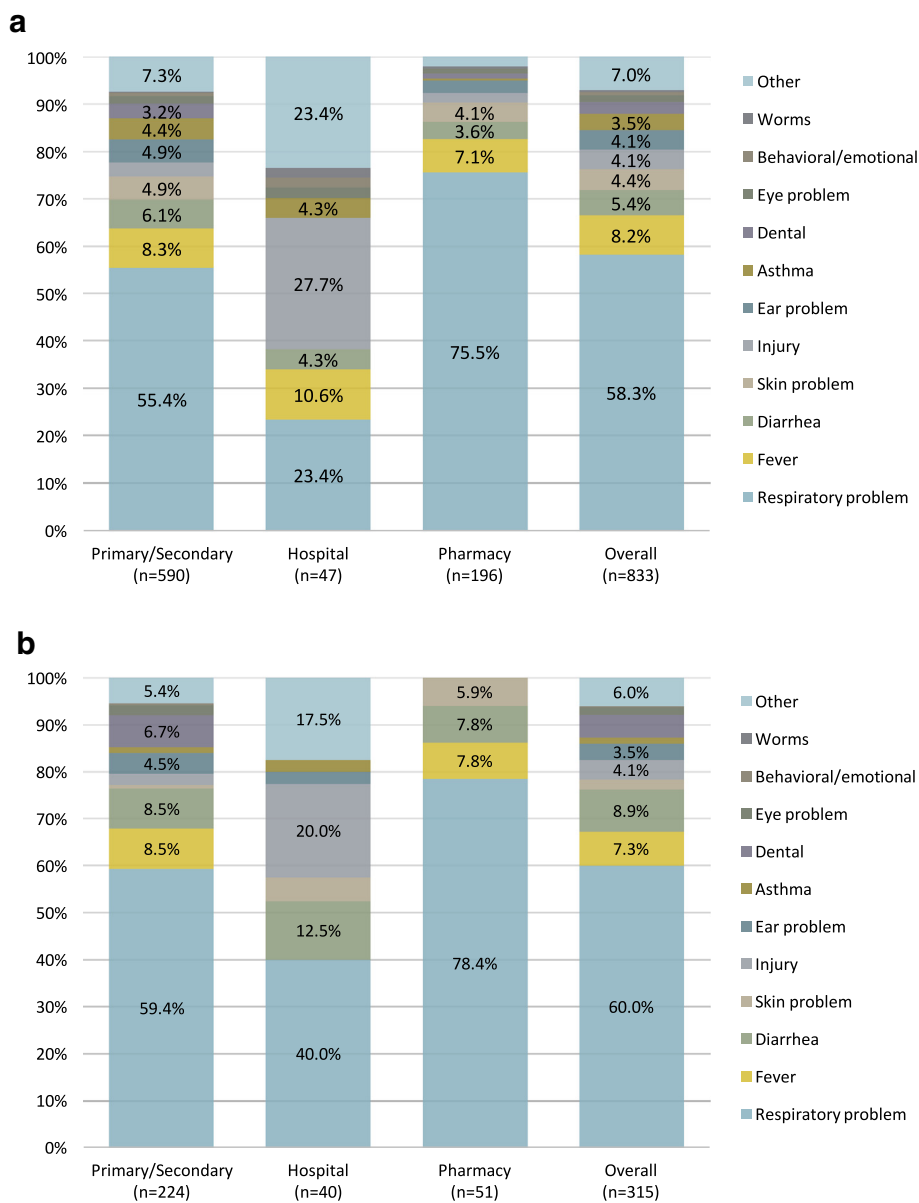 a
100%
90%
80%
70%
60%
50%
40%
30%
20%
10%
0%
7.3%
3.2%
4.4%
4.9%
4.9%
6.1%
8.3%
55.4%
23.4%
4.3%
27.7%
4.3%
10.6%
23.4%
4.1%
3.6%
7.1%
75.5%
7.0%
3.5%
4.1%
4.1%
4.4%
5.4%
8.2%
58.3%
Primary/Secondary
(n=590)
Hospital
(n=47)
Pharmacy
(n=196)
Overall
(n=833)
Other
Worms
Behavioral/emotional
Eye problem
Dental
Asthma
Ear problem
Injury
Skin problem
Diarrhea
Fever
Respiratory problem
b
100%
90%
80%
70%
60%
50%
40%
30%
20%
10%
0%
5.4%
6.7%
4.5%
8.5%
8.5%
59.4%
17.5%
20.0%
12.5%
40.0%
5.9%
7.8%
7.8%
78.4%
6.0%
3.5%
4.1%
8.9%
7.3%
60.0%
Primary/Secondary
(n=224)
Hospital
(n=40)
Pharmacy
(n=51)
Overall
(n=315)
Other
Worms
Behavioral/emotional
Eye problem
Dental
Asthma
Ear problem
Injury
Skin problem
Diarrhea
Fever
Respiratory problem